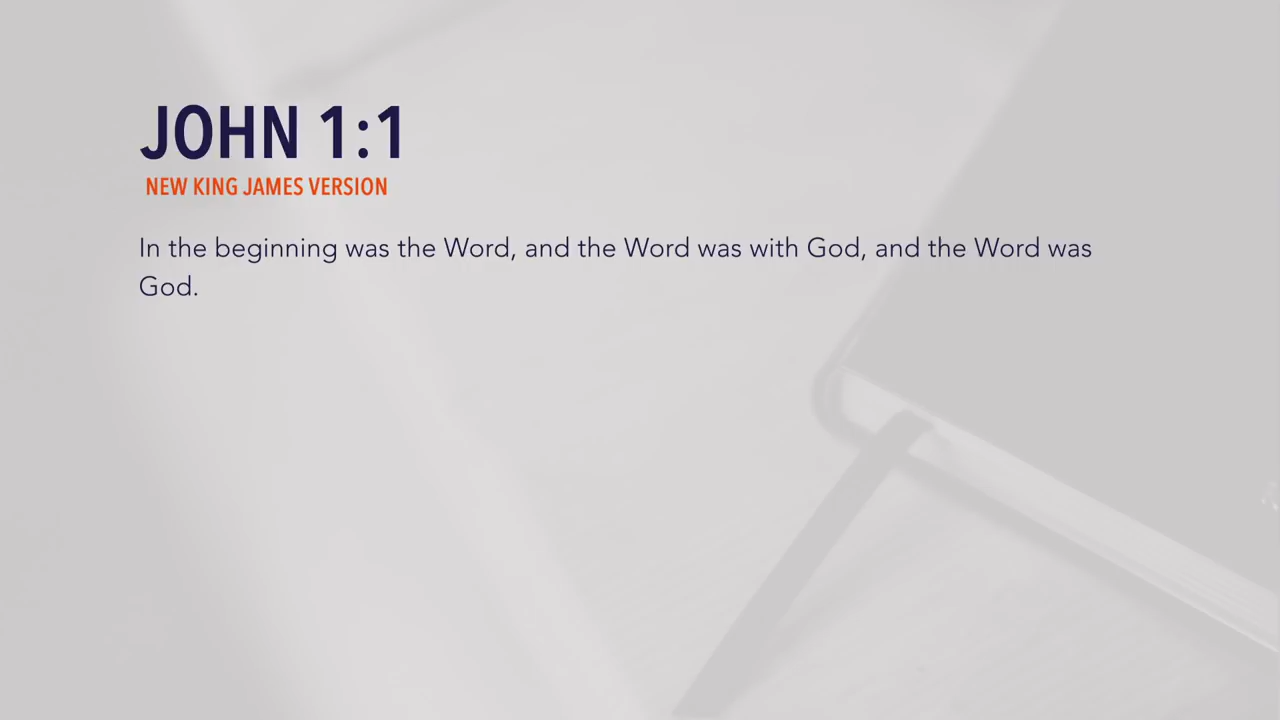 JOHN 1:1
NEW KING JAMES VERSION
In the beginning was the Word, and the Word was with God, and the Word was
God.